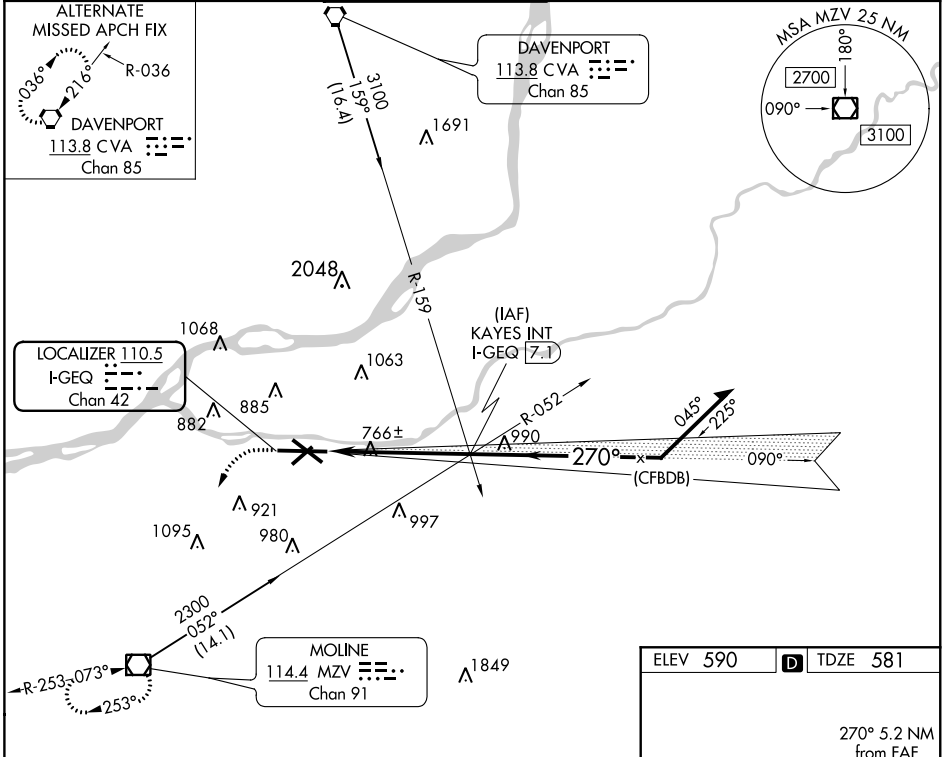 ALTERNATE
MISSED APCH FIX
036°
216°
R-036
DAVENPORT
113.8 CVA
Chan 85
DAVENPORT
113.8 CVA
Chan 85
3100
159°
(16.4)
1691
MSA MZV 25 NM
180°
2700
090°
3100
2048
R-159
(IAF)
KAYES INT
I-GEQ 7.1
1068
1063
LOCALIZER 110.5
I-GEQ
Chan 42
885
882
766±
R-052
990
045°
225°
270°
090°
(CFBDB)
921
997
1095
980
2300
052°
(14.1)
MOLINE
114.4 MZV
Chan 91
1849
R-253
073°
253°
ELEV 590
D
TDZE 581
270° 5.2 NM
from FAF